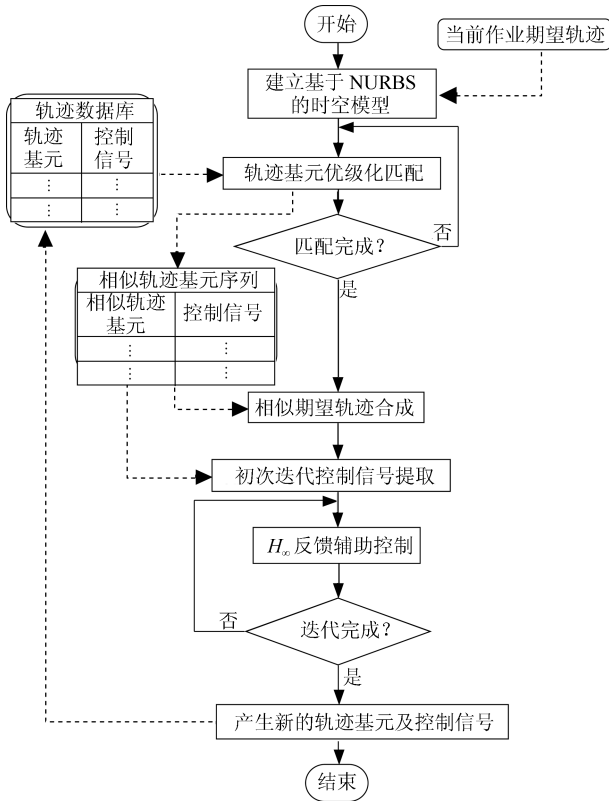 开始
当前作业期望轨迹
建立基于 NURBS
的时空模型
轨迹数据库
轨迹
基元
控制
信号
⋮ ⋮
⋮ ⋮
轨迹基元优级化匹配
匹配完成?
否
是
相似轨迹基元序列
相似轨迹
基元
控制信号
⋮ ⋮
⋮ ⋮
相似期望轨迹合成
初次迭代控制信号提取
H∞ 反馈辅助控制
迭代完成?
否
是
产生新的轨迹基元及控制信号
结束